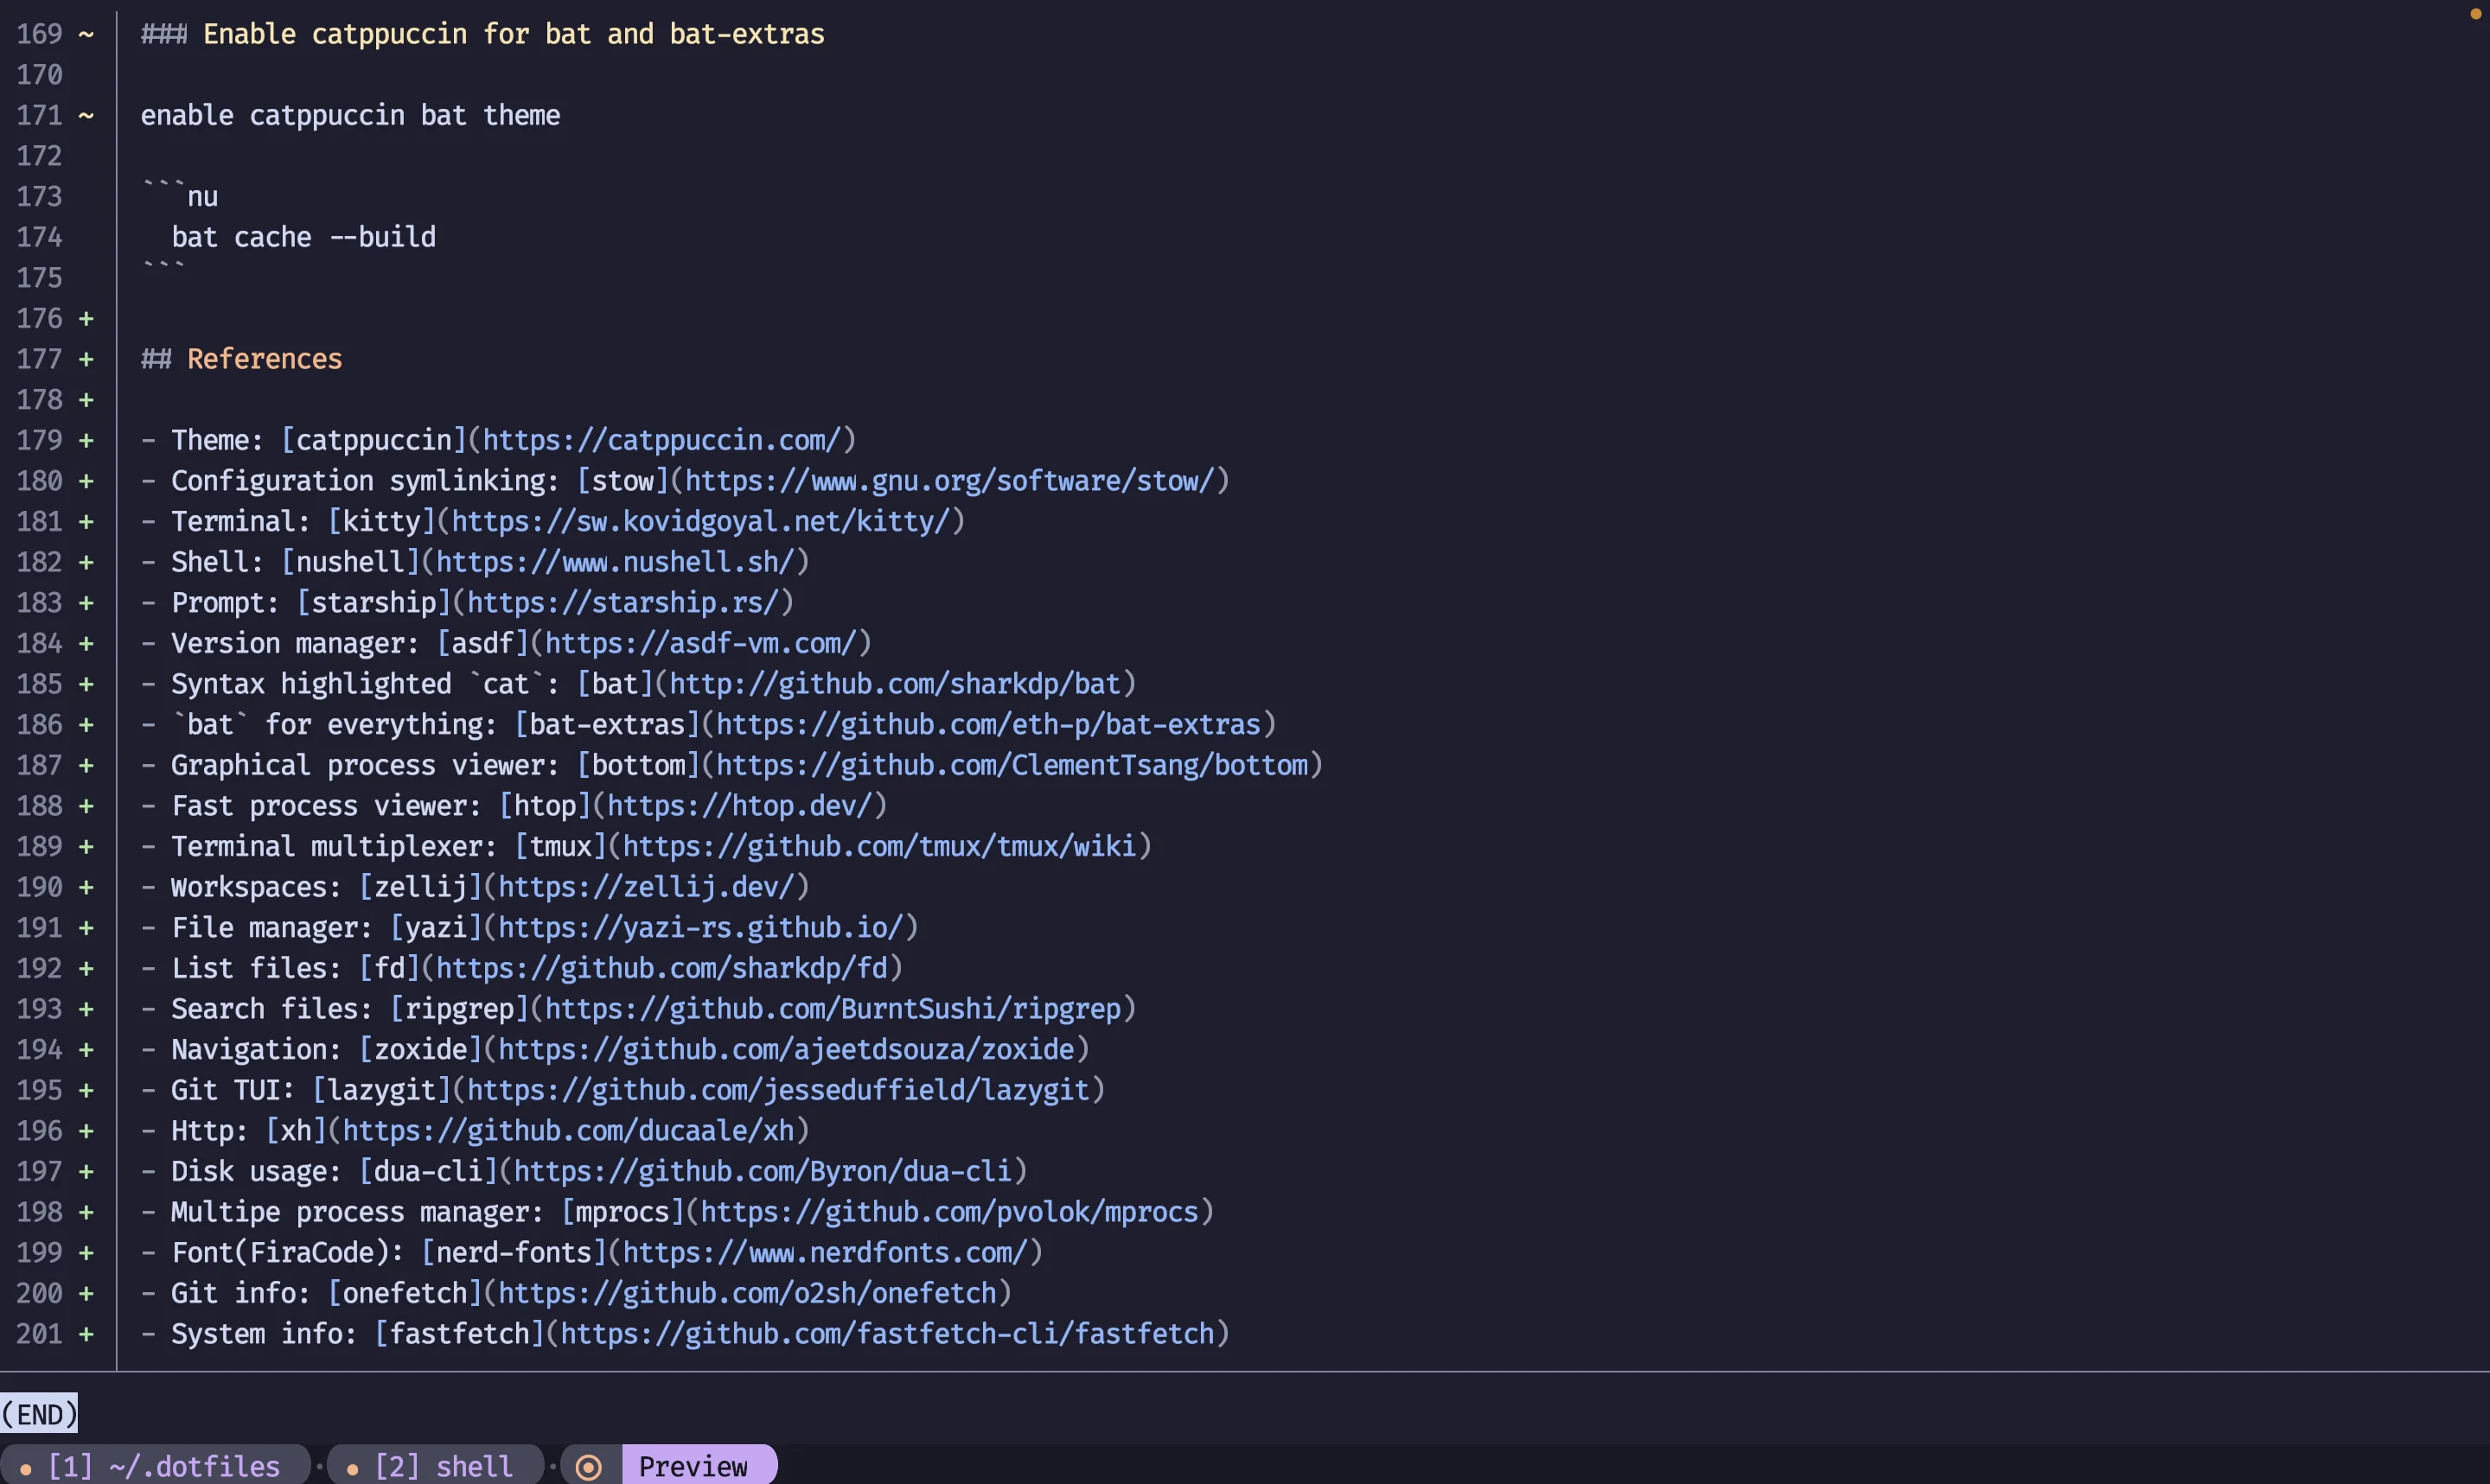 169 ~ ### Enable catppuccin for bat and bat-extras
170
171 ~ enable catppuccin bat theme
172
173 ```nu
174   bat cache --build
175 ```
176 +
177 + ## References
178 +
179 + - Theme: [catppuccin](https://catppuccin.com/)
180 + - Configuration symlinking: [stow](https://www.gnu.org/software/stow/)
181 + - Terminal: [kitty](https://sw.kovidgoyal.net/kitty/)
182 + - Shell: [nushell](https://www.nushell.sh/)
183 + - Prompt: [starship](https://starship.rs/)
184 + - Version manager: [asdf](https://asdf-vm.com/)
185 + - Syntax highlighted `cat`: [bat](http://github.com/sharkdp/bat)
186 + - `bat` for everything: [bat-extras](https://github.com/eth-p/bat-extras)
187 + - Graphical process viewer: [bottom](https://github.com/ClementTsang/bottom)
188 + - Fast process viewer: [htop](https://htop.dev/)
189 + - Terminal multiplexer: [tmux](https://github.com/tmux/tmux/wiki)
190 + - Workspaces: [zellij](https://zellij.dev/)
191 + - File manager: [yazi](https://yazi-rs.github.io/)
192 + - List files: [fd](https://github.com/sharkdp/fd)
193 + - Search files: [ripgrep](https://github.com/BurntSushi/ripgrep)
194 + - Navigation: [zoxide](https://github.com/ajeetdsouza/zoxide)
195 + - Git TUI: [lazygit](https://github.com/jesseduffield/lazygit)
196 + - Http: [xh](https://github.com/ducaale/xh)
197 + - Disk usage: [dua-cli](https://github.com/Byron/dua-cli)
198 + - Multipe process manager: [mprocs](https://github.com/pvolok/mprocs)
199 + - Font(FiraCode): [nerd-fonts](https://www.nerdfonts.com/)
200 + - Git info: [onefetch](https://github.com/o2sh/onefetch)
201 + - System info: [fastfetch](https://github.com/fastfetch-cli/fastfetch)
(END)
[1] ~/.dotfiles [2] shell Preview